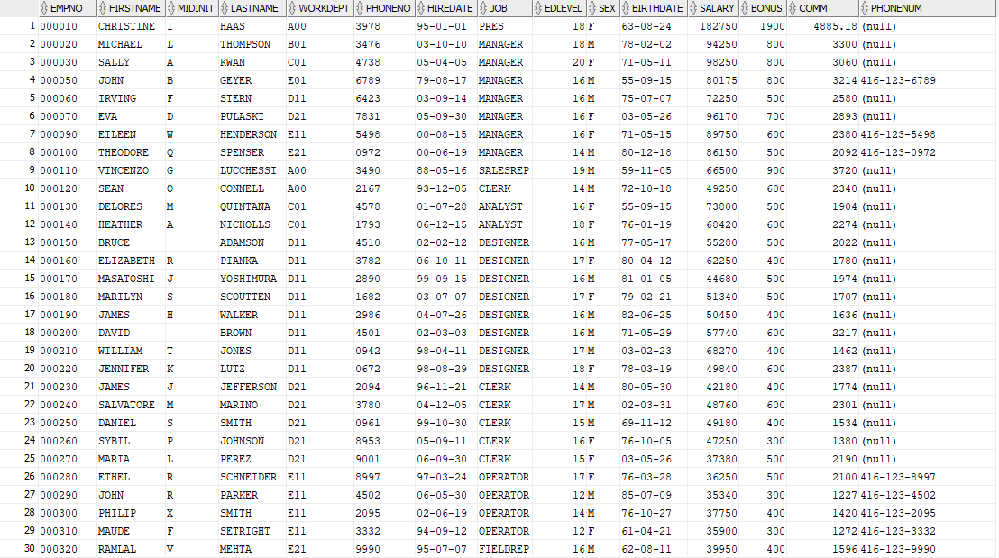 EMPNO FIRSTNAME MIDINIT LASTNAME WORKDEPT PHONENO HIREDATE JOB EDLEVEL SEX BIRTHDATE SALARY BONUS COMM PHONENUM
1 000010 CHRISTINE I HAAS A00 3978 95-01-01 PRES 18 F 63-08-24 182750 1900 4885.18 (null)
2 000020 MICHAEL L THOMPSON B01 3476 03-10-10 MANAGER 18 M 78-02-02 94250 800 3300 (null)
3 000030 SALLY A KWAN C01 4738 05-04-05 MANAGER 20 F 71-05-11 98250 800 3060 (null)
4 000050 JOHN B GEYER E01 6789 79-08-17 MANAGER 16 M 55-09-15 80175 800 3214 416-123-6789
5 000060 IRVING F STERN D11 6423 03-09-14 MANAGER 16 M 75-07-07 72250 500 2580 (null)
6 000070 EVA D PULASKI D21 7831 05-09-30 MANAGER 16 F 03-05-26 96170 700 2893 (null)
7 000090 EILEEN W HENDERSON E11 5498 00-08-15 MANAGER 16 F 71-05-15 89750 600 2380 416-123-5498
8 000100 THEODORE Q SPENSER E21 0972 00-06-19 MANAGER 14 M 80-12-18 86150 500 2092 416-123-0972
9 000110 VINCENZO G LUCCHESSI A00 3490 88-05-16 SALESREP 19 M 59-11-05 66500 900 3720 (null)
10 000120 SEAN O CONNELL A00 2167 93-12-05 CLERK 14 M 72-10-18 49250 600 2340 (null)
11 000130 DELORES M QUINTANA C01 4578 01-07-28 ANALYST 16 F 55-09-15 73800 500 1904 (null)
12 000140 HEATHER A NICHOLLS C01 1793 06-12-15 ANALYST 18 F 76-01-19 68420 600 2274 (null)
13 000150 BRUCE ADAMSON D11 4510 02-02-12 DESIGNER 16 M 77-05-17 55280 500 2022 (null)
14 000160 ELIZABETH R PIANKA D11 3782 06-10-11 DESIGNER 17 F 80-04-12 62250 400 1780 (null)
15 000170 MASATOSHI J YOSHIMURA D11 2890 99-09-15 DESIGNER 16 M 81-01-05 44680 500 1974 (null)
16 000180 MARILYN S SCOUTTEN D11 1682 03-07-07 DESIGNER 17 F 79-02-21 51340 500 1707 (null)
17 000190 JAMES H WALKER D11 2986 04-07-26 DESIGNER 16 M 82-06-25 50450 400 1636 (null)
18 000200 DAVID BROWN D11 4501 02-03-03 DESIGNER 16 M 71-05-29 57740 600 2217 (null)
19 000210 WILLIAM T JONES D11 0942 98-04-11 DESIGNER 17 M 03-02-23 68270 400 1462 (null)
20 000220 JENNIFER K LUTZ D11 0672 98-08-29 DESIGNER 18 F 78-03-19 49840 600 2387 (null)
21 000230 JAMES J JEFFERSON D21 2094 96-11-21 CLERK 14 M 80-05-30 42180 400 1774 (null)
22 000240 SALVATORE M MARINO D21 3780 04-12-05 CLERK 17 M 02-03-31 48760 600 2301 (null)
23 000250 DANIEL S SMITH D21 0961 99-10-30 CLERK 15 M 69-11-12 49180 400 1534 (null)
24 000260 SYBIL P JOHNSON D21 8953 05-09-11 CLERK 16 F 76-10-05 47250 300 1380 (null)
25 000270 MARIA L PEREZ D21 9001 06-09-30 CLERK 15 F 03-05-26 37380 500 2190 (null)
26 000280 ETHEL R SCHNEIDER E11 8997 97-03-24 OPERATOR 17 F 76-03-28 36250 500 2100 416-123-8997
27 000290 JOHN R PARKER E11 4502 06-05-30 OPERATOR 12 M 85-07-09 35340 300 1227 416-123-4502
28 000300 PHILIP X SMITH E11 2095 02-06-19 OPERATOR 14 M 76-10-27 37750 400 1420 416-123-2095
29 000310 MAUDE F SETRIGHT E11 3332 94-09-12 OPERATOR 12 F 61-04-21 35900 300 1272 416-123-3332
30 000320 RAMLAL V MEHTA E21 9990 95-07-07 FIELDREP 16 M 62-08-11 39950 400 1596 416-123-9990